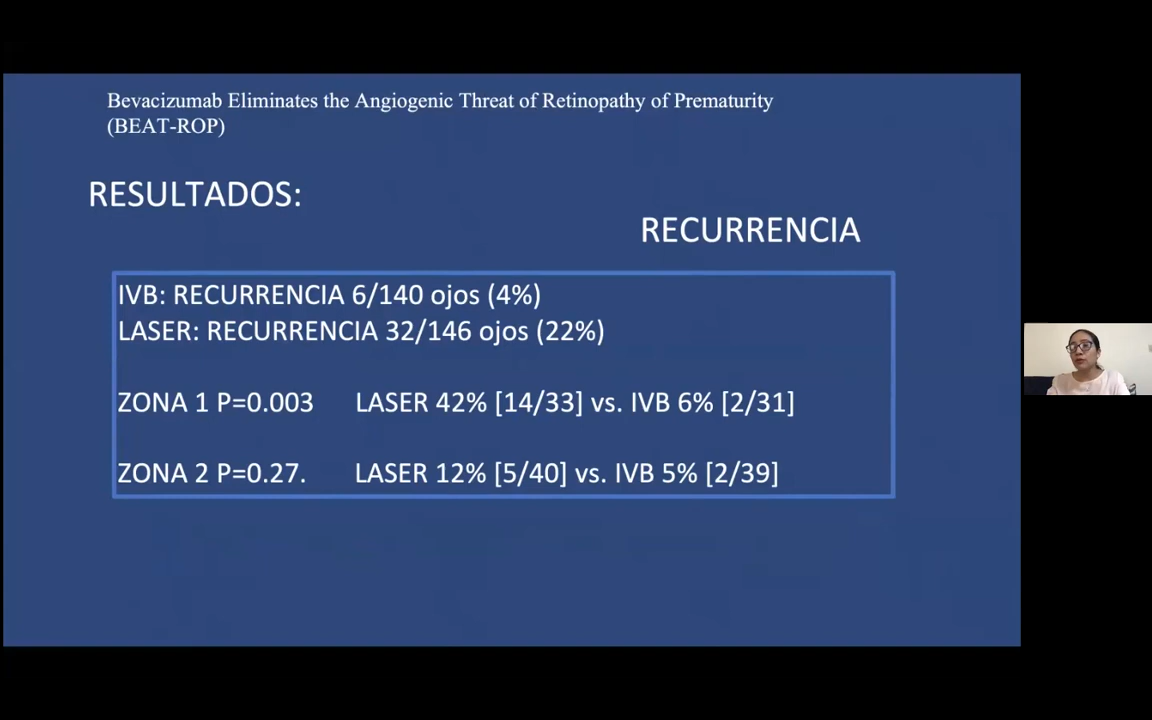 Bevacizumab Eliminates the Angiogenic Threat of Retinopathy of Prematurity
(BEAT-ROP)
RESULTADOS:
RECURRENCIA
IVB: RECURRENCIA 6/140 ojos (4%)
LASER: RECURRENCIA 32/146 ojos (22%)
ZONA 1 P=0.003 LASER 42% [14/33] vs. IVB 6% [2/31]
ZONA 2 P=0.27. LASER 12% [5/40] vs. IVB 5% [2/39]